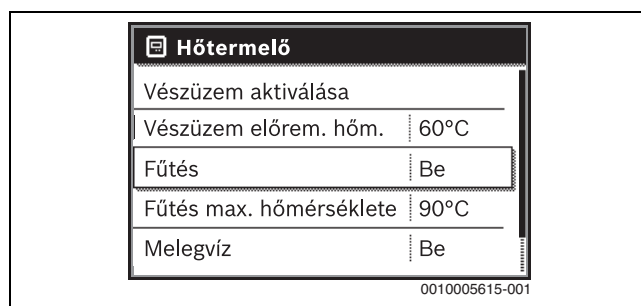 Hőtermelő
Vészüzem aktiválása
Vészüzem előrem. hőm. 60°C
Fűtés Be
Fűtés max. hőmérséklete 90°C
Melegvíz Be
0010005615-001